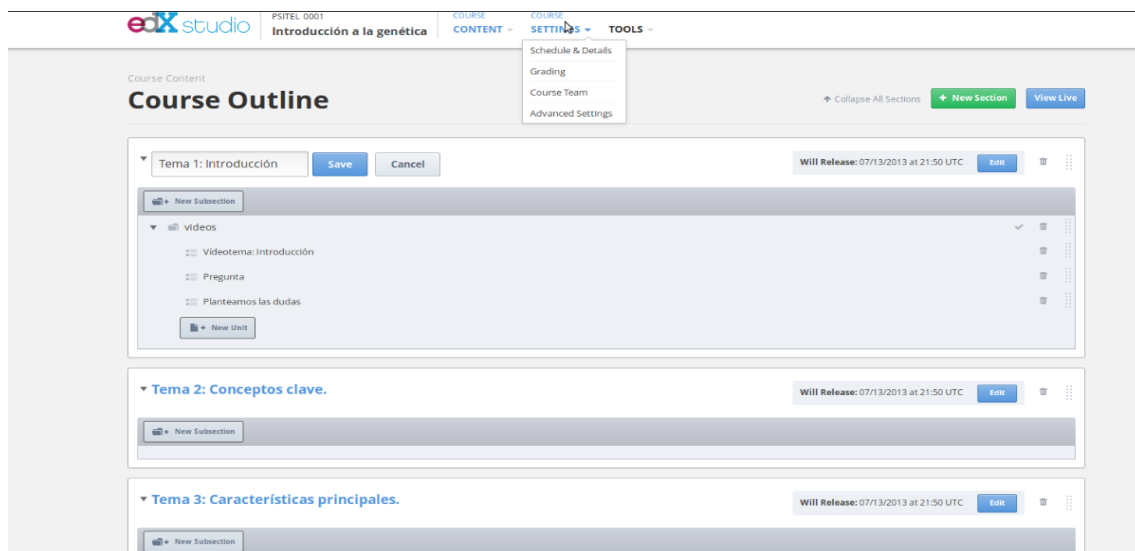 edX studio
PSITEL 0001
Introducción a la genética
COURSE
CONTENT
COURSE
SETTINGS
TOOLS
Schedule & Details
Grading
Course Team
Advanced Settings
Course Content
Course Outline
Collapse All Sections
+ New Section
View Live
Tema 1: Introducción
Save
Cancel
Will Release: 07/13/2013 at 21:50 UTC
Edit
+ New Subsection
videos
Vídeotema: Introducción
Pregunta
Planteamos las dudas
+ New Unit
Tema 2: Conceptos clave.
Will Release: 07/13/2013 at 21:50 UTC
Edit
+ New Subsection
Tema 3: Características principales.
Will Release: 07/13/2013 at 21:50 UTC
Edit
+ New Subsection